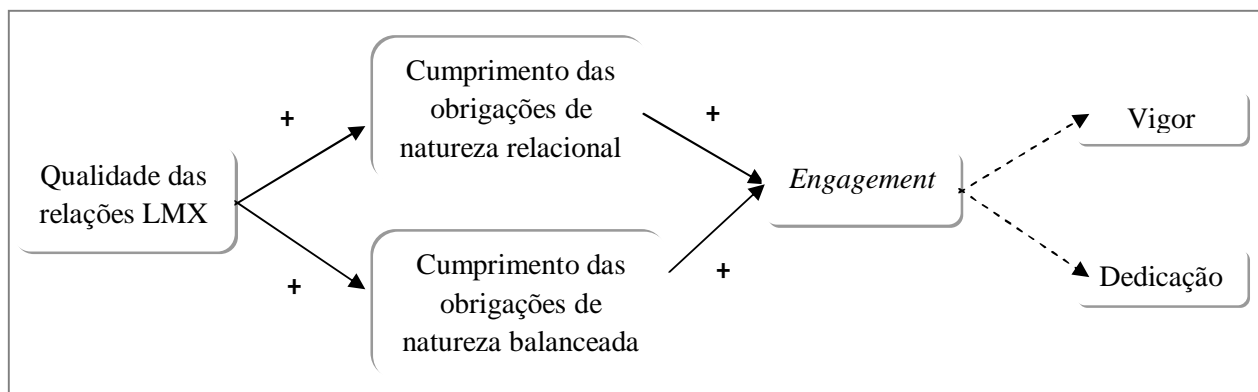 Qualidade das
relações LMX
+
+
Cumprimento das
obrigações de
natureza relacional
Cumprimento das
obrigações de
natureza balanceada
+
+
Engagement
Vigor
Dedicação